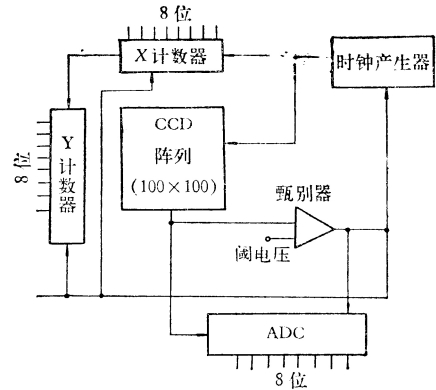 8位
X计数器
时钟产生器
Y计数器
8位
CCD
阵列
(100×100)
甄别器
阈电压
ADC
8位